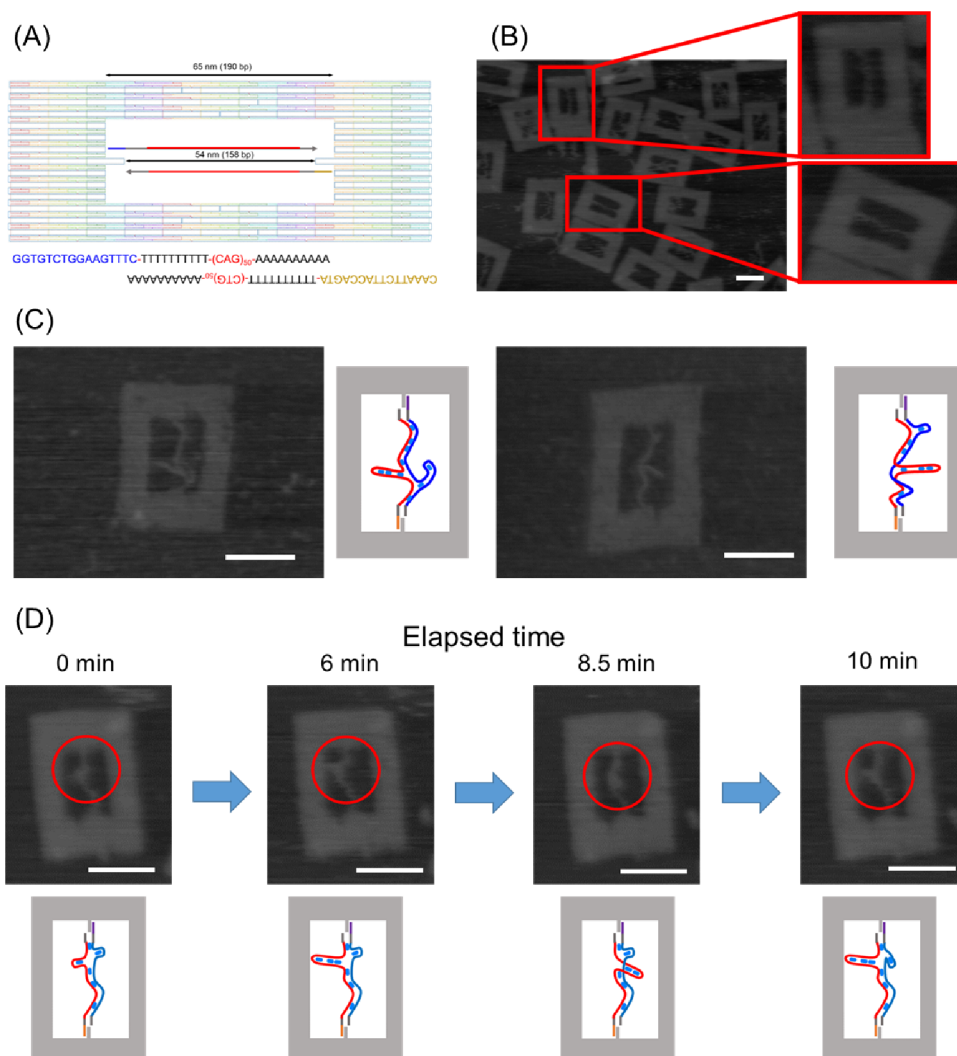 (A)
(B)
65 nm (190 bp)
54 nm (158 bp)
GGTGTCTGGAAGTTTC-TTTTTTTTTT-(CAG)50-AAAAAAAAAA
CAAATTCTTACCAGTA-TTTTTTTTTT-(CTG)50-AAAAAAAAAA
(C)
(D)
Elapsed time
0 min
6 min
8.5 min
10 min